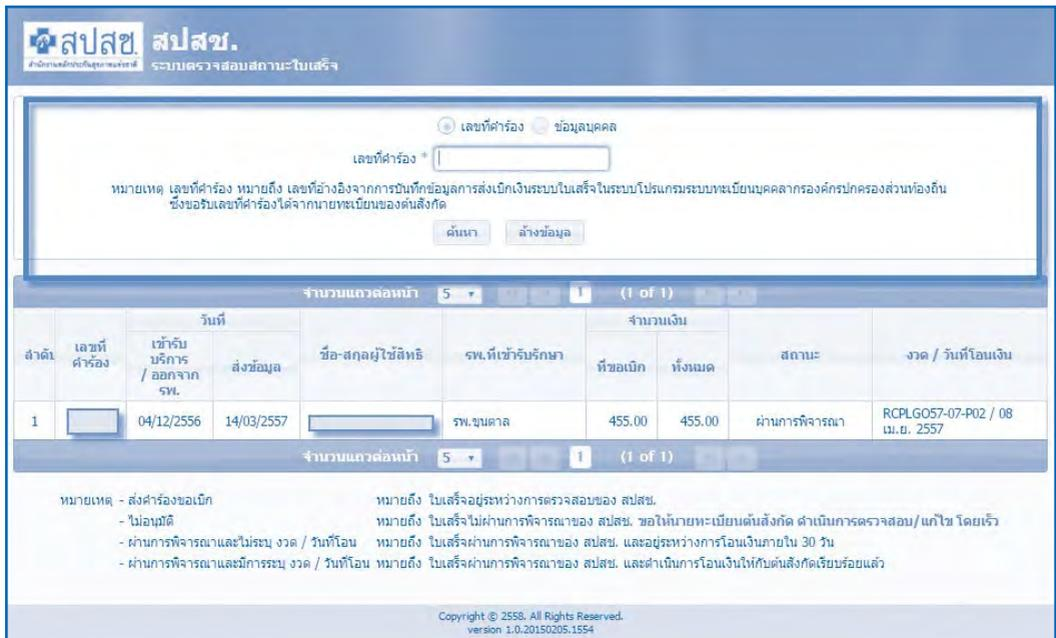 สปสช. สปสช.
สำนักงานหลักประกันสุขภาพแห่งชาติ
ระบบตรวจสอบสถานะใบเสร็จ
เลขที่คำร้อง ข้อมูลบุคคล
เลขที่คำร้อง *
หมายเหตุ เลขที่คำร้อง หมายถึง เลขที่อ้างอิงจากการบันทึกข้อมูลการส่งเบิกเงินระบบใบเสร็จในระบบโปรแกรมระบบทะเบียนบุคคลากรองค์กรปกครองส่วนท้องถิ่น
ซึ่งขอรับเลขที่คำร้องได้จากนายทะเบียนของต้นสังกัด
ค้นหา ล้างข้อมูล
จำนวนแถวต่อหน้า 5 1 (1 of 1)
ลำดับ เลขที่คำร้อง วันที่ เข้ารับบริการ / ออกจาก รพ. ส่งข้อมูล ชื่อ-สกุลผู้ใช้สิทธิ รพ.ที่เข้ารับรักษา จำนวนเงิน ที่ขอเบิก ทั้งหมด สถานะ งวด / วันที่โอนเงิน
1 04/12/2556 14/03/2557 รพ.ขุนตาล 455.00 455.00 ผ่านการพิจารณา RCPLGO57-07-P02 / 08 เม.ย. 2557
จำนวนแถวต่อหน้า 5 1 (1 of 1)
หมายเหตุ - ส่งคำร้องขอเบิก หมายถึง ใบเสร็จอยู่ระหว่างการตรวจสอบของ สปสช.
- ไม่อนุมัติ หมายถึง ใบเสร็จไม่ผ่านการพิจารณาของ สปสช. ขอให้นายทะเบียนต้นสังกัด ดำเนินการตรวจสอบ/แก้ไข โดยเร็ว
- ผ่านการพิจารณาและไม่ระบุ งวด / วันที่โอน หมายถึง ใบเสร็จผ่านการพิจารณาของ สปสช. และอยู่ระหว่างการโอนเงินภายใน 30 วัน
- ผ่านการพิจารณาและมีการระบุ งวด / วันที่โอน หมายถึง ใบเสร็จผ่านการพิจารณาของ สปสช. และดำเนินการโอนเงินให้กับต้นสังกัดเรียบร้อยแล้ว
Copyright © 2558. All Rights Reserved.
version 1.0.20150205.1554